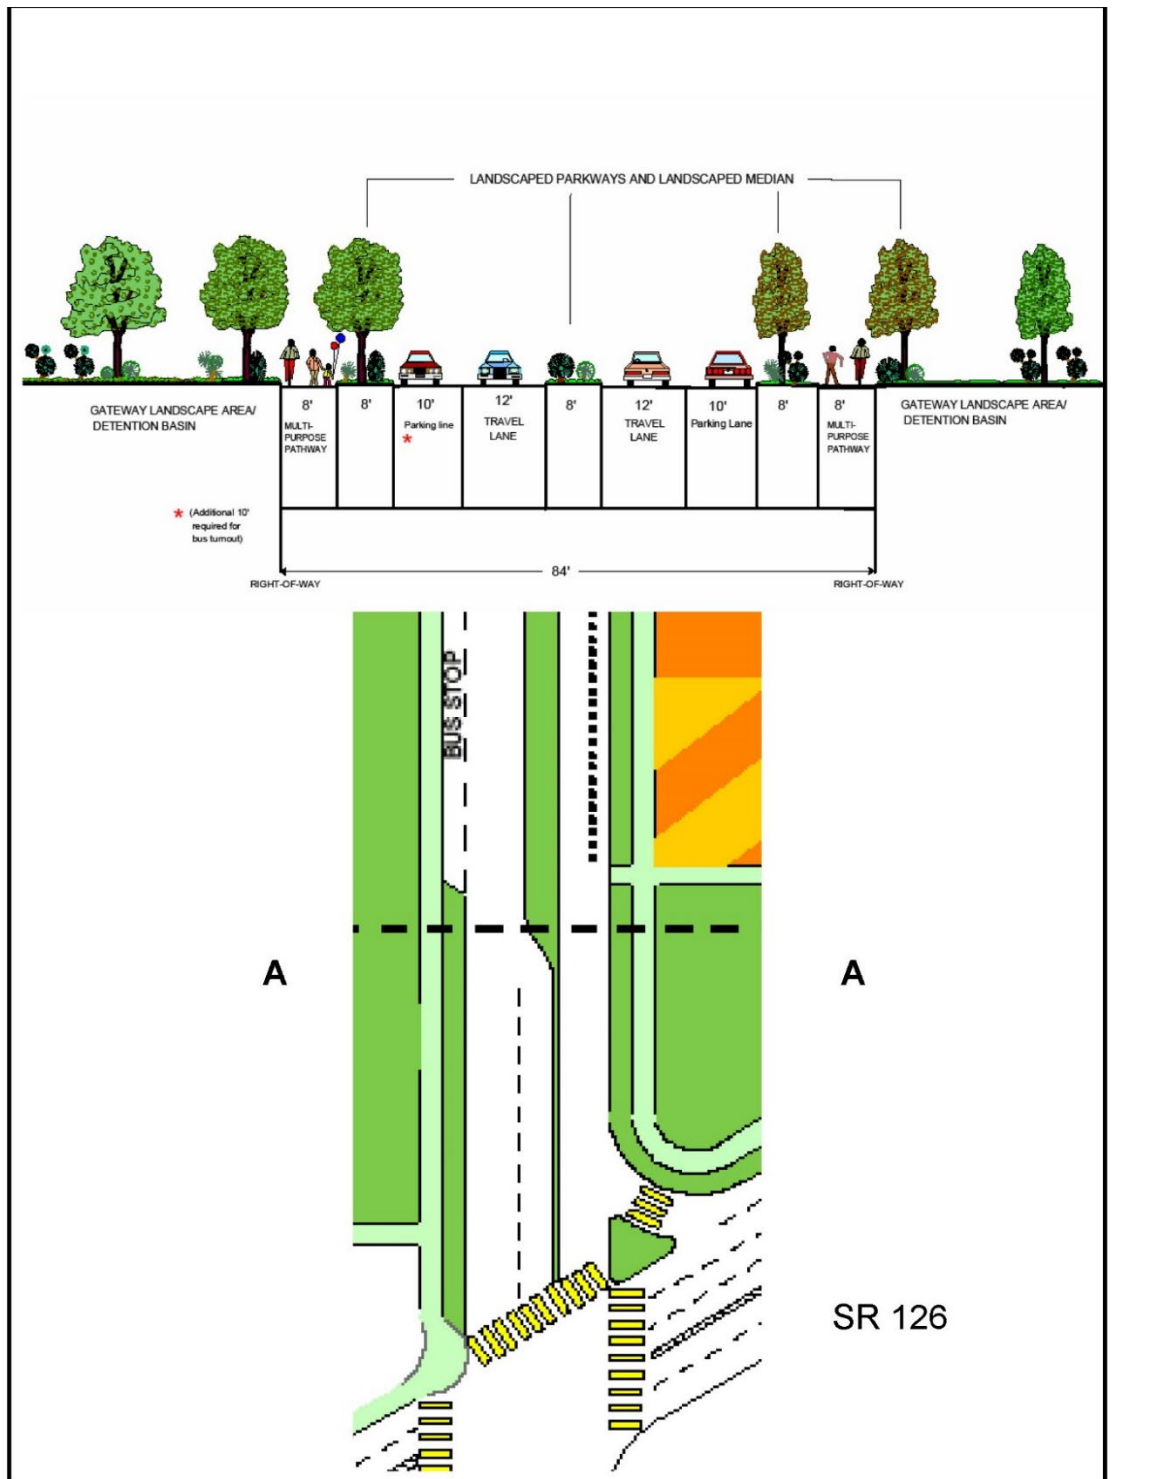 LANDSCAPED PARKWAYS AND LANDSCAPED MEDIAN
GATEWAY LANDSCAPE AREA/
DETENTION BASIN
8'
MULTI-
PURPOSE
PATHWAY
8'
10'
Parking line
*
12'
TRAVEL
LANE
8'
12'
TRAVEL
LANE
10'
Parking Lane
8'
8'
MULTI-
PURPOSE
PATHWAY
GATEWAY LANDSCAPE AREA/
DETENTION BASIN
* (Additional 10'
required for
bus turnout)
84'
RIGHT-OF-WAY
RIGHT-OF-WAY
BUS STOP
A
A
SR 126